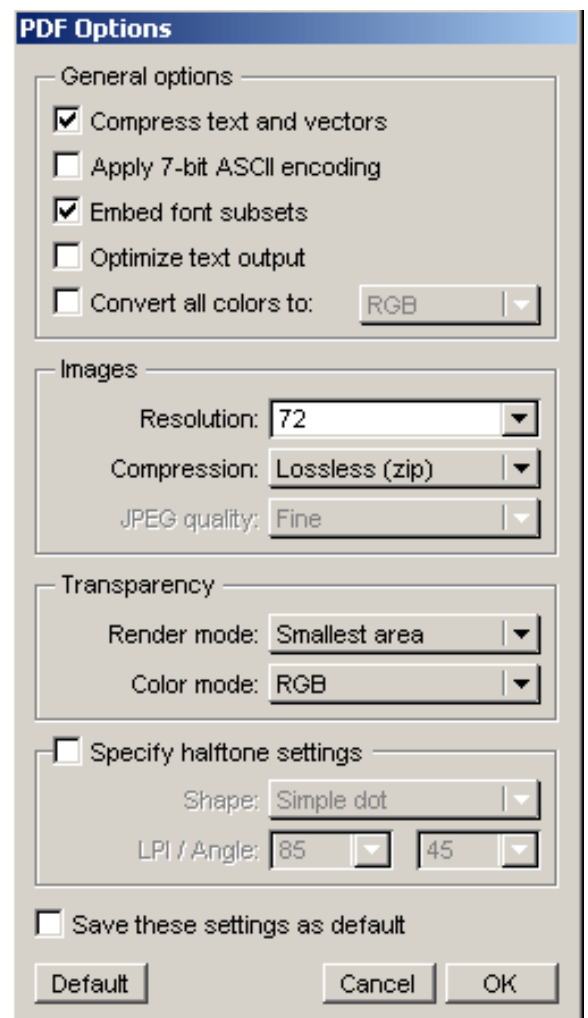 PDF Options
General options
Compress text and vectors
Apply 7-bit ASCII encoding
Embed font subsets
Optimize text output
Convert all colors to: RGB
Images
Resolution: 72
Compression: Lossless (zip)
JPEG quality: Fine
Transparency
Render mode: Smallest area
Color mode: RGB
Specify halftone settings
Shape: Simple dot
LPI / Angle: 85 45
Save these settings as default
Default Cancel OK